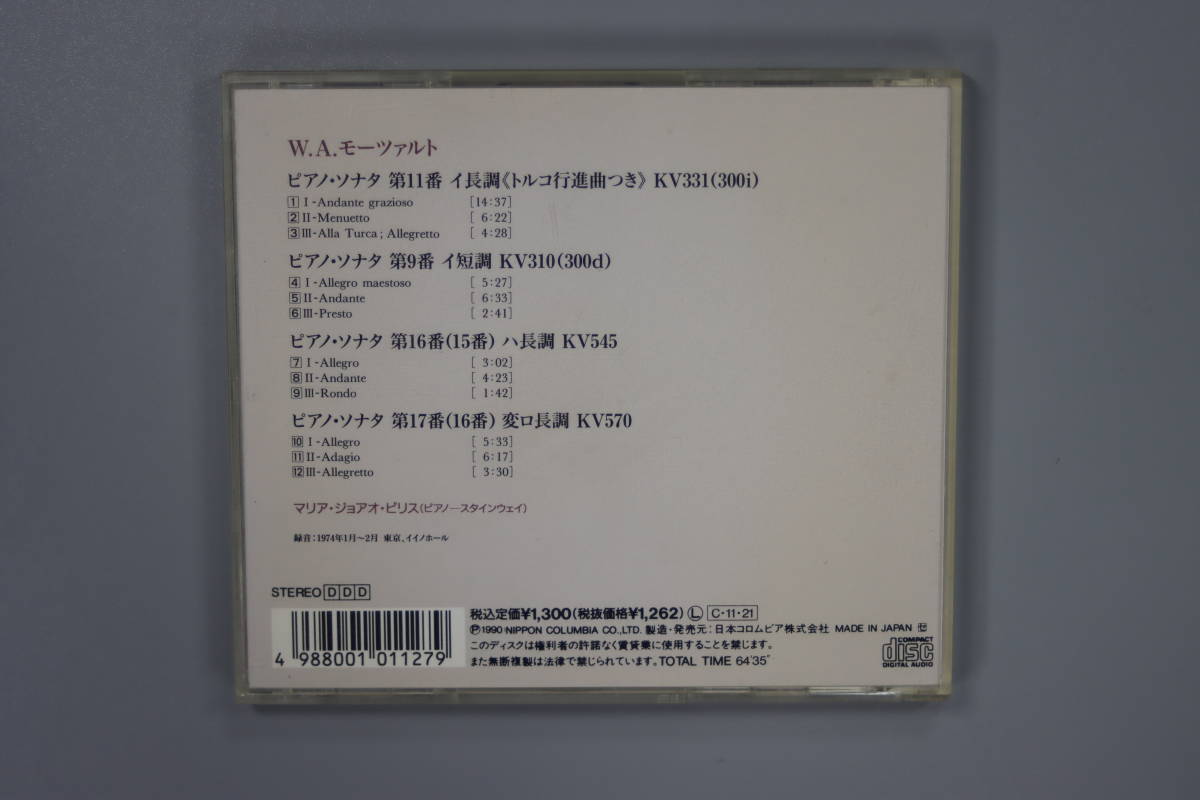 W.A.モーツァルト
ピアノ・ソナタ 第11番 イ長調《トルコ行進曲つき》 KV331(300i)
1 I-Andante grazioso [14:37]
2 II-Menuetto [ 6:22]
3 III-Alla Turca; Allegretto [ 4:28]
ピアノ・ソナタ 第9番 イ短調 KV310(300d)
4 I-Allegro maestoso [ 5:27]
5 II-Andante [ 6:33]
6 III-Presto [ 2:41]
ピアノ・ソナタ 第16番(15番) ハ長調 KV545
7 I-Allegro [ 3:02]
8 II-Andante [ 4:23]
9 III-Rondo [ 1:42]
ピアノ・ソナタ 第17番(16番) 変ロ長調 KV570
10 I-Allegro [ 5:33]
11 II-Adagio [ 6:17]
12 III-Allegretto [ 3:30]
マリア・ジョアオ・ピリス(ピアノ—スタインウェイ)
録音:1974年1月〜2月 東京、イイノホール
STEREO D D D
税込定価¥1,300(税抜価格¥1,262) Ⓛ C・11・21
Ⓟ1990 NIPPON COLUMBIA CO.,LTD. 製造・発売元:日本コロムビア株式会社 MADE IN JAPAN
このディスクは権利者の許諾なく賃貸業に使用することを禁じます。
また無断複製は法律で禁じられています。TOTAL TIME 64'35"
4 988001 011279
COMPACT
disc
DIGITAL AUDIO